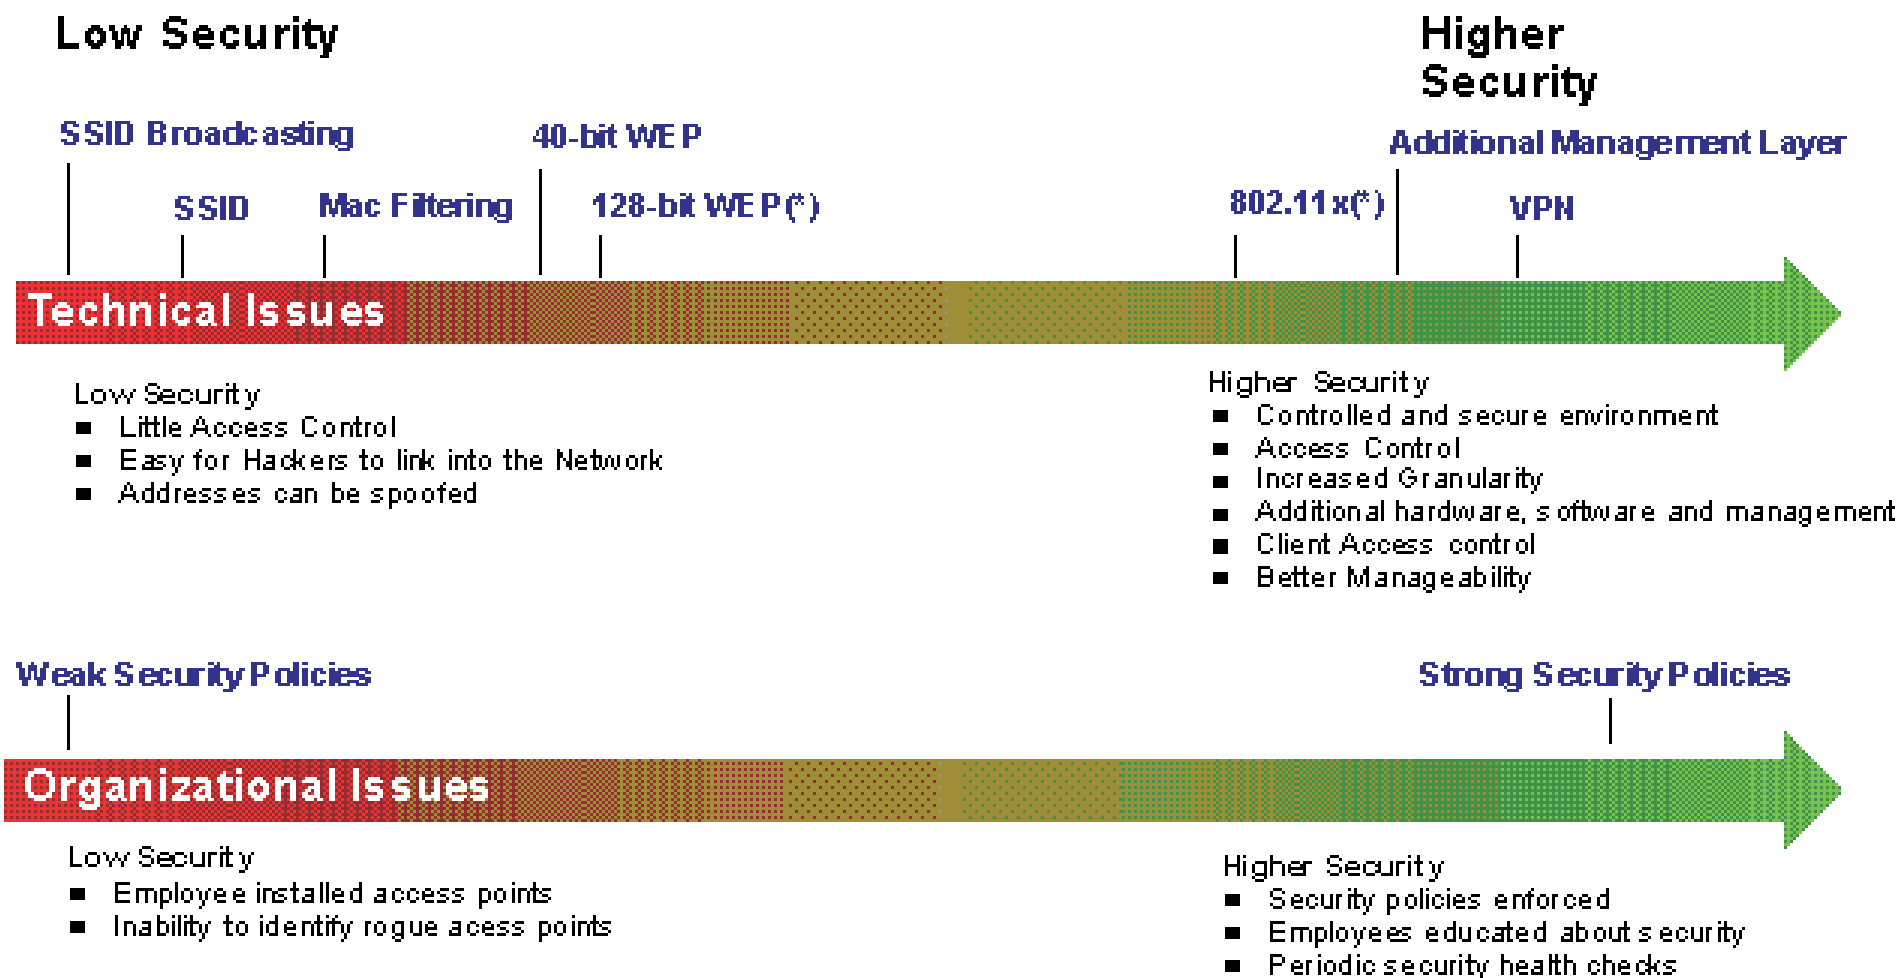 Low Security
Higher
Security
SSID Broadcasting
40-bit WEP
Additional Management Layer
SSID
Mac Filtering
128-bit WEP(*)
802.11x(*)
VPN
Technical Issues
Low Security
■ Little Access Control
■ Easy for Hackers to link into the Network
■ Addresses can be spoofed
Higher Security
■ Controlled and secure environment
■ Access Control
■ Increased Granularity
■ Additional hardware, software and management
■ Client Access control
■ Better Manageability
Weak Security Policies
Strong Security Policies
Organizational Issues
Low Security
■ Employee installed access points
■ Inability to identify rogue acess points
Higher Security
■ Security policies enforced
■ Employees educated about security
■ Periodic security health checks